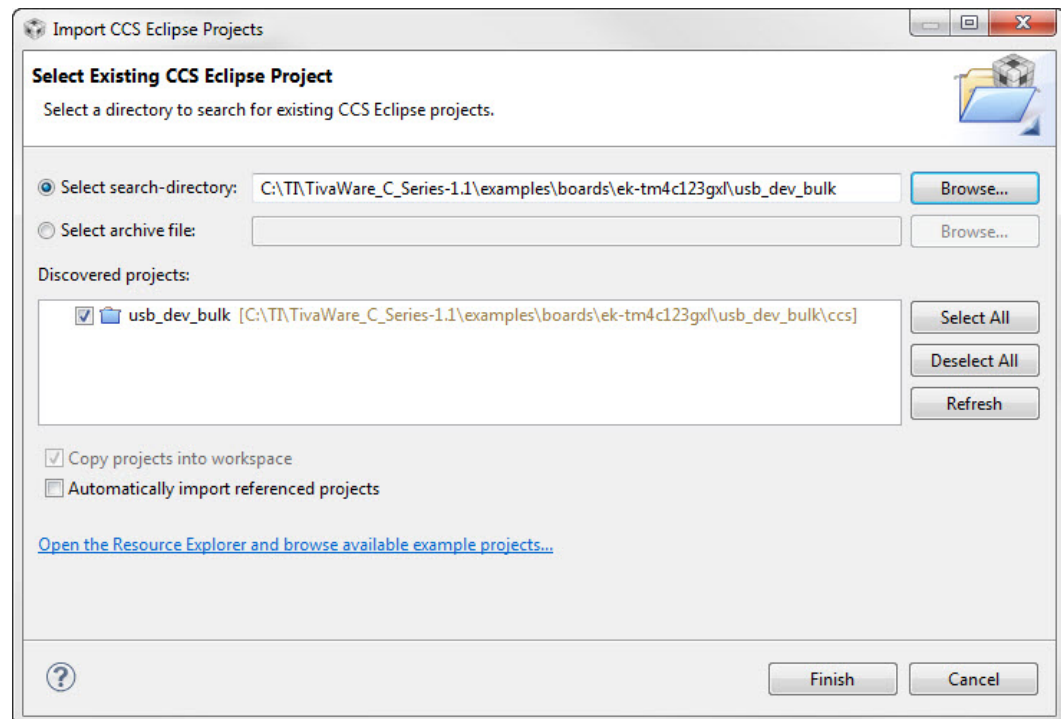 Import CCS Eclipse Projects
Select Existing CCS Eclipse Project
Select a directory to search for existing CCS Eclipse projects.
Select search-directory: C:\TI\TivaWare_C_Series-1.1\examples\boards\ek-tm4c123gxl\usb_dev_bulk Browse...
Select archive file: Browse...
Discovered projects:
usb_dev_bulk [C:\TI\TivaWare_C_Series-1.1\examples\boards\ek-tm4c123gxl\usb_dev_bulk\ccs] Select All
Deselect All
Refresh
Copy projects into workspace
Automatically import referenced projects
Open the Resource Explorer and browse available example projects...
? Finish Cancel